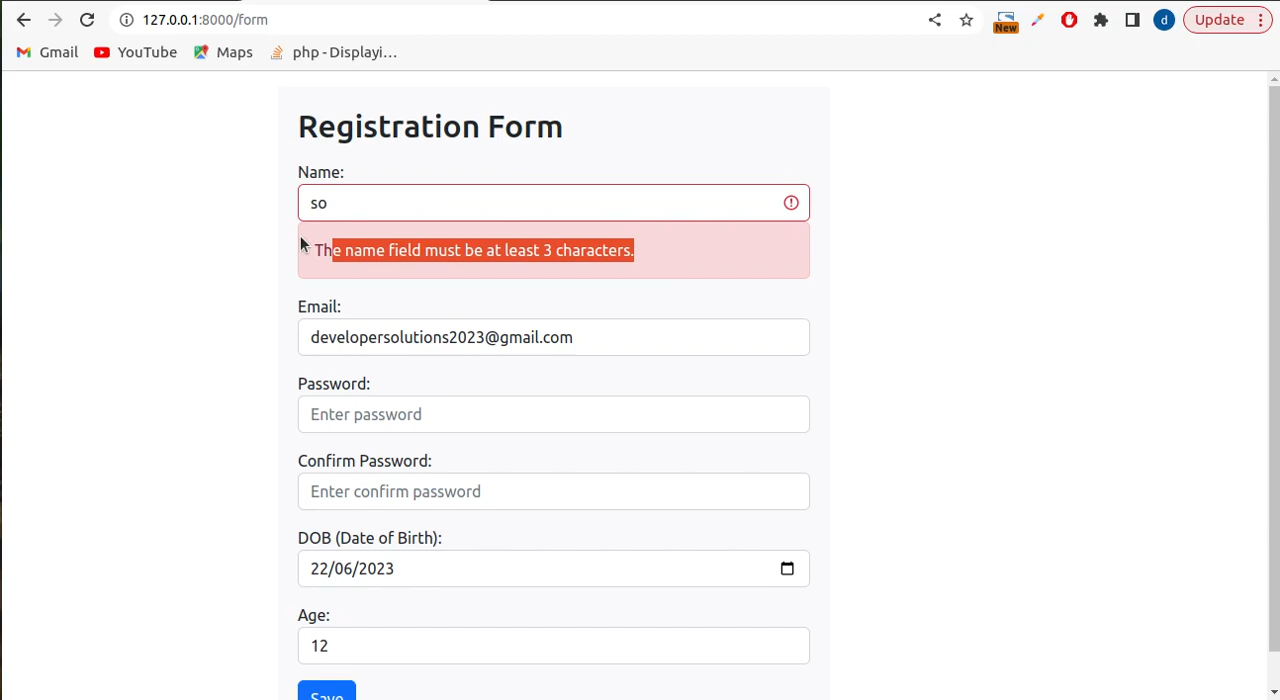 127.0.0.1:8000/form
New
d
Update
Gmail
YouTube
Maps
php - Displayi...
Registration Form
Name:
so
The name field must be at least 3 characters.
Email:
developersolutions2023@gmail.com
Password:
Enter password
Confirm Password:
Enter confirm password
DOB (Date of Birth):
22/06/2023
Age:
12
Save